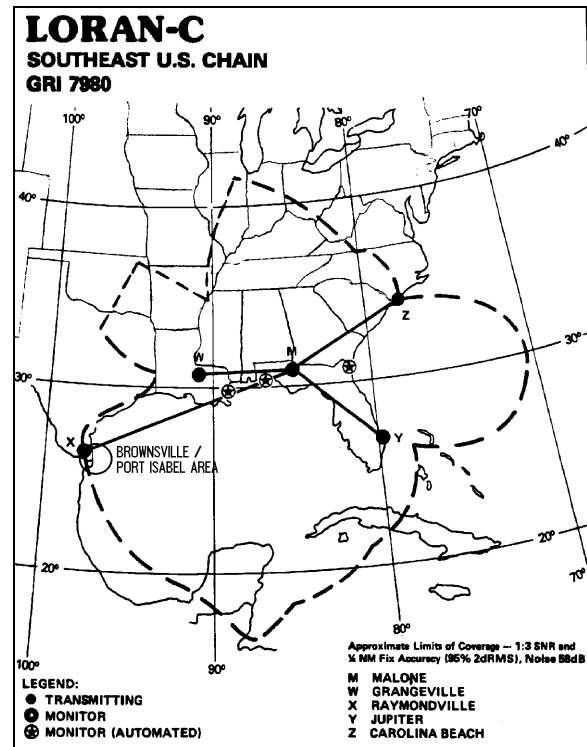 LORAN-C
SOUTHEAST U.S. CHAIN
GRI 7980
100°
90°
80°
70°
40°
40°
Z
W
M
30°
30°
X
Y
BROWNSVILLE /
PORT ISABEL AREA
20°
20°
70°
80°
100°
90°
Approximate Limits of Coverage — 1:3 SNR and
¼ NM Fix Accuracy (95% 2dRMS), Noise 58dB
LEGEND:
TRANSMITTING
MONITOR
MONITOR (AUTOMATED)
M MALONE
W GRANGEVILLE
X RAYMONDVILLE
Y JUPITER
Z CAROLINA BEACH